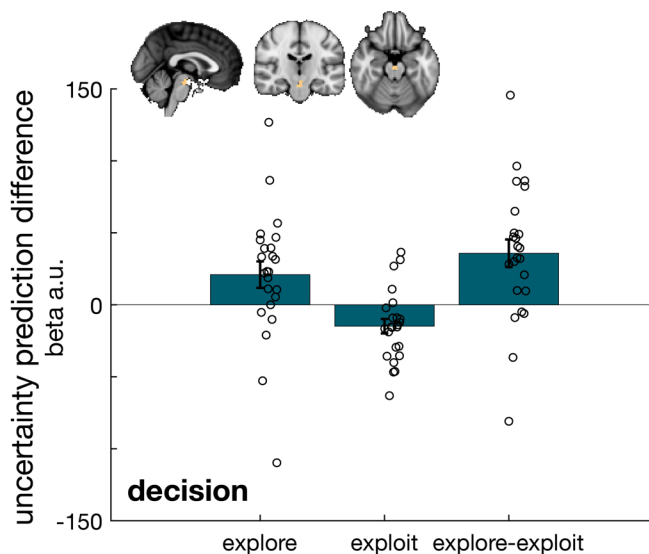 uncertainty prediction difference
beta a.u.
150
0
-150
decision
explore
exploit
explore-exploit